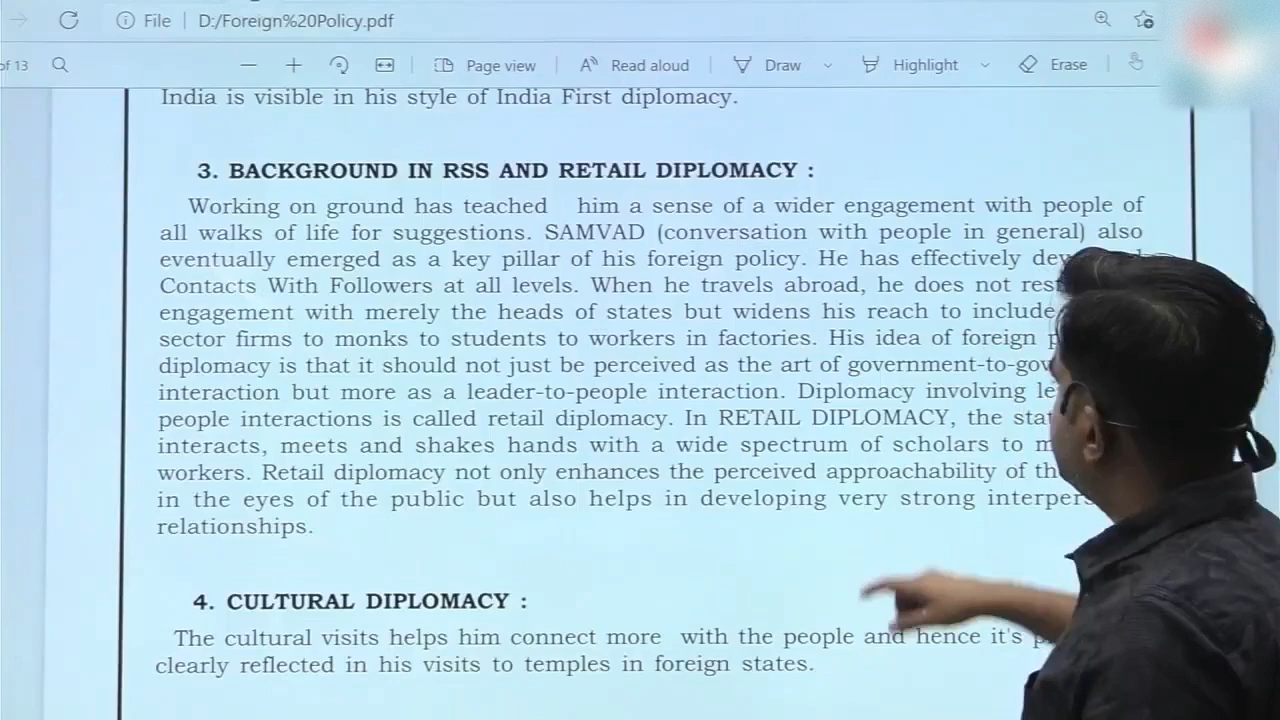 File
D:/Foreign%20Policy.pdf
of 13
Page view
Read aloud
Draw
Highlight
Erase
India is visible in his style of India First diplomacy.
3. BACKGROUND IN RSS AND RETAIL DIPLOMACY :
Working on ground has taught him a sense of a wider engagement with people of
all walks of life for suggestions. SAMVAD (conversation with people in general) also
eventually emerged as a key pillar of his foreign policy. He has effectively
Contacts With Followers at all levels. When he travels abroad, he does not
engagement with merely the heads of states but widens his reach to include
sector firms to monks to students to workers in factories. His idea of foreign
diplomacy is that it should not just be perceived as the art of
interaction but more as a leader-to-people interaction. Diplomacy involving
people interactions is called retail diplomacy. In RETAIL DIPLOMACY, the
interacts, meets and shakes hands with a wide spectrum of scholars to
workers. Retail diplomacy not only enhances the perceived approachability of
in the eyes of the public but also helps in developing very strong
relationships.
4. CULTURAL DIPLOMACY :
The cultural visits helps him connect more with the people and hence it's
clearly reflected in his visits to temples in foreign states.